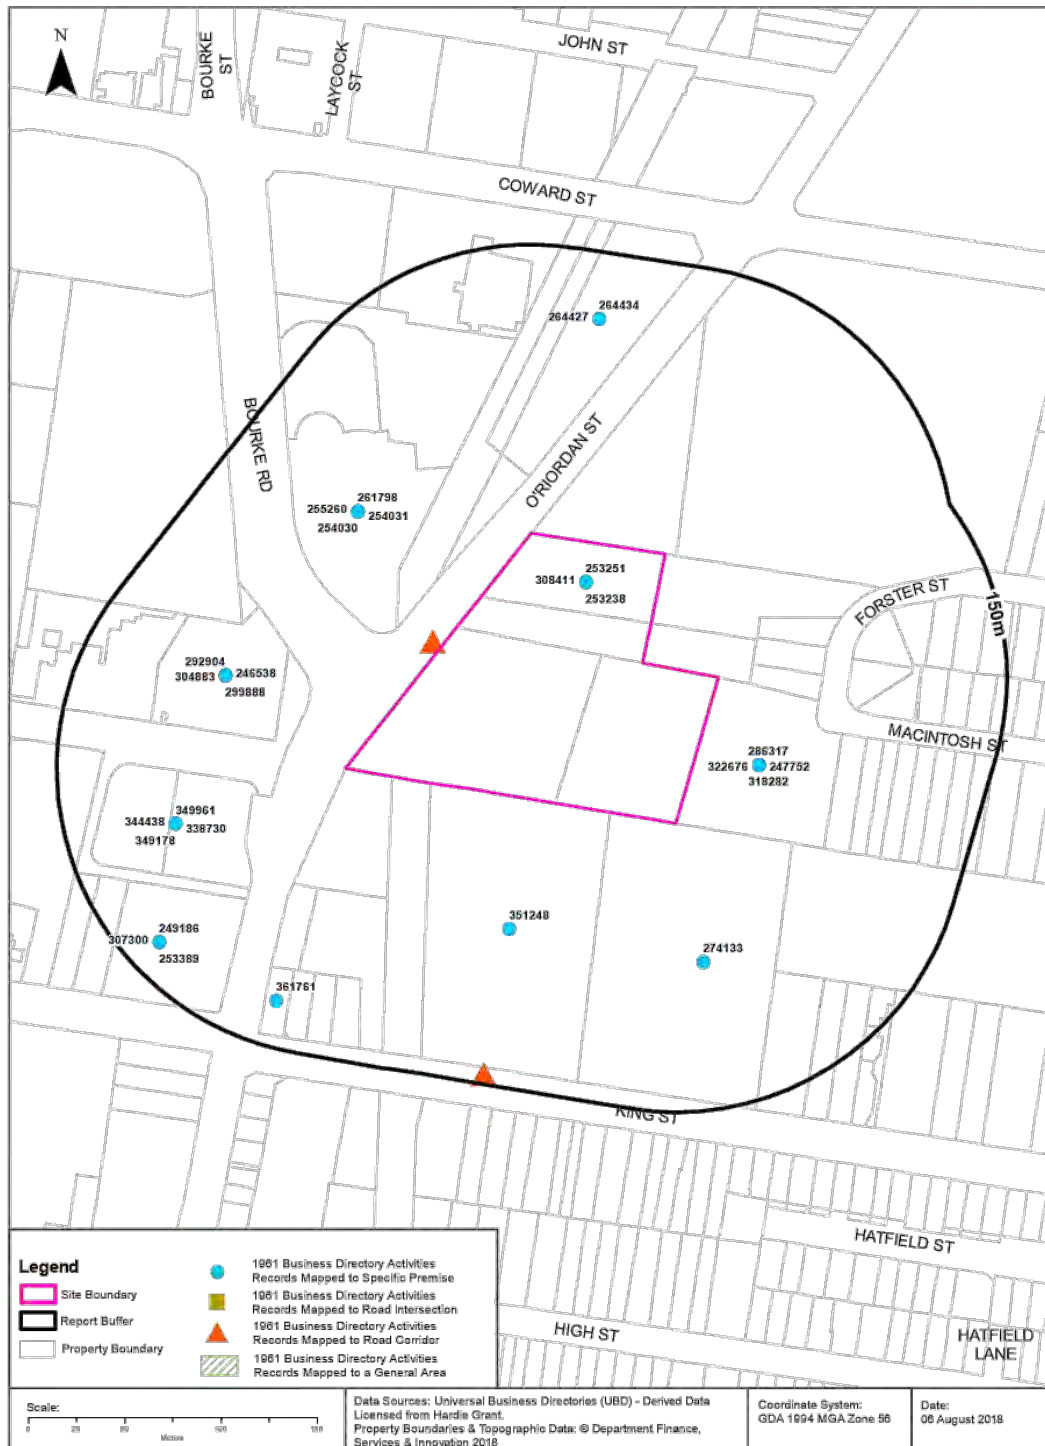 N
BOURKE
ST
LAYCOCK
ST
JOHN ST
COWARD ST
264434
264427
BOURKE RD
O'RIORDAN ST
261798
255260
254031
254030
253251
308411
253238
FORSTER ST
150m
292904
246538
304883
299888
MACINTOSH ST
286317
322676
247752
318282
349961
344438
338730
349178
351248
249186
307300
253389
274133
361761
KING ST
HATFIELD ST
HIGH ST
HATFIELD
LANE
Legend
Site Boundary
Report Buffer
Property Boundary
1961 Business Directory Activities
Records Mapped to Specific Premise
1961 Business Directory Activities
Records Mapped to Road Intersection
1961 Business Directory Activities
Records Mapped to Road Corridor
1961 Business Directory Activities
Records Mapped to a General Area
Scale:
0
25
Meters
Data Sources: Universal Business Directories (UBD) - Derived Data
Licensed from Hardie Grant.
Property Boundaries & Topographic Data: © Department Finance,
Services & Innovation 2018
Coordinate System:
GDA 1994 MGA Zone 56
Date:
06 August 2018